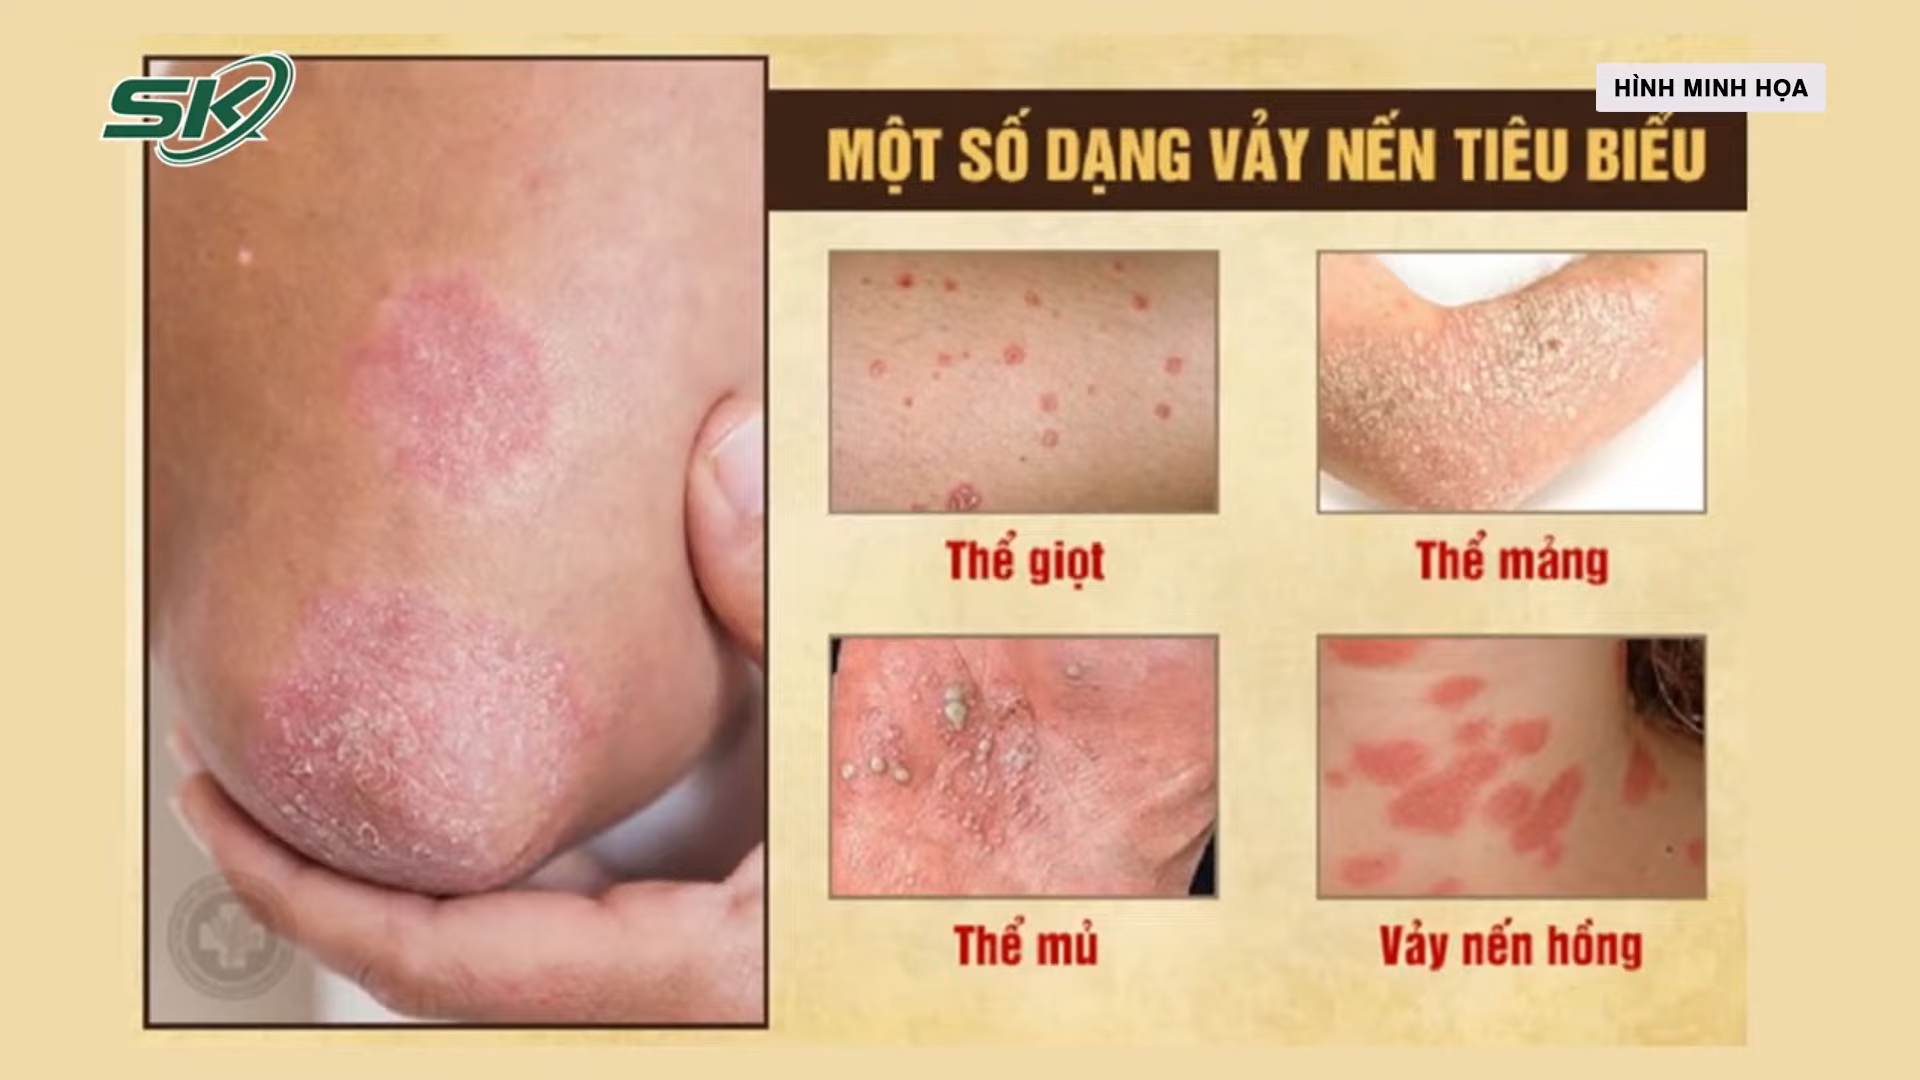 SK
HÌNH MINH HỌA
MỘT SỐ DẠNG VẢY NẾN TIÊU BIỂU
Thể giọt
Thể mảng
Thể mủ
Vảy nến hồng